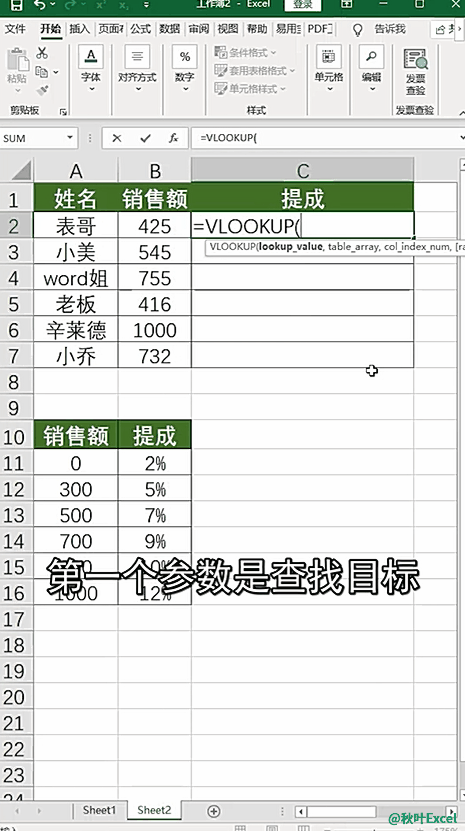 工作簿2 - Excel
登录
文件 开始 插入 页面布 公式 数据 审阅 视图 帮助 易用宝 PDF工 告诉我
粘贴
字体
对齐方式
数字
%
条件格式
套用表格格式
单元格样式
单元格
编辑
发票
查验
剪贴板
样式
发票查验
SUM
=VLOOKUP(
A B C
1 姓名 销售额 提成
2 表哥 425 =VLOOKUP(
VLOOKUP(lookup_value, table_array, col_index_num, [ra
3 小美 545
4 word姐 755
5 老板 416
6 辛莱德 1000
7 小乔 732
8
9
10 销售额 提成
11 0 2%
12 300 5%
13 500 7%
14 700 9%
15
第一个参数是查找目标
16 1000 12%
17
18
19
20
21
22
23
24
Sheet1 Sheet2
@秋叶Excel